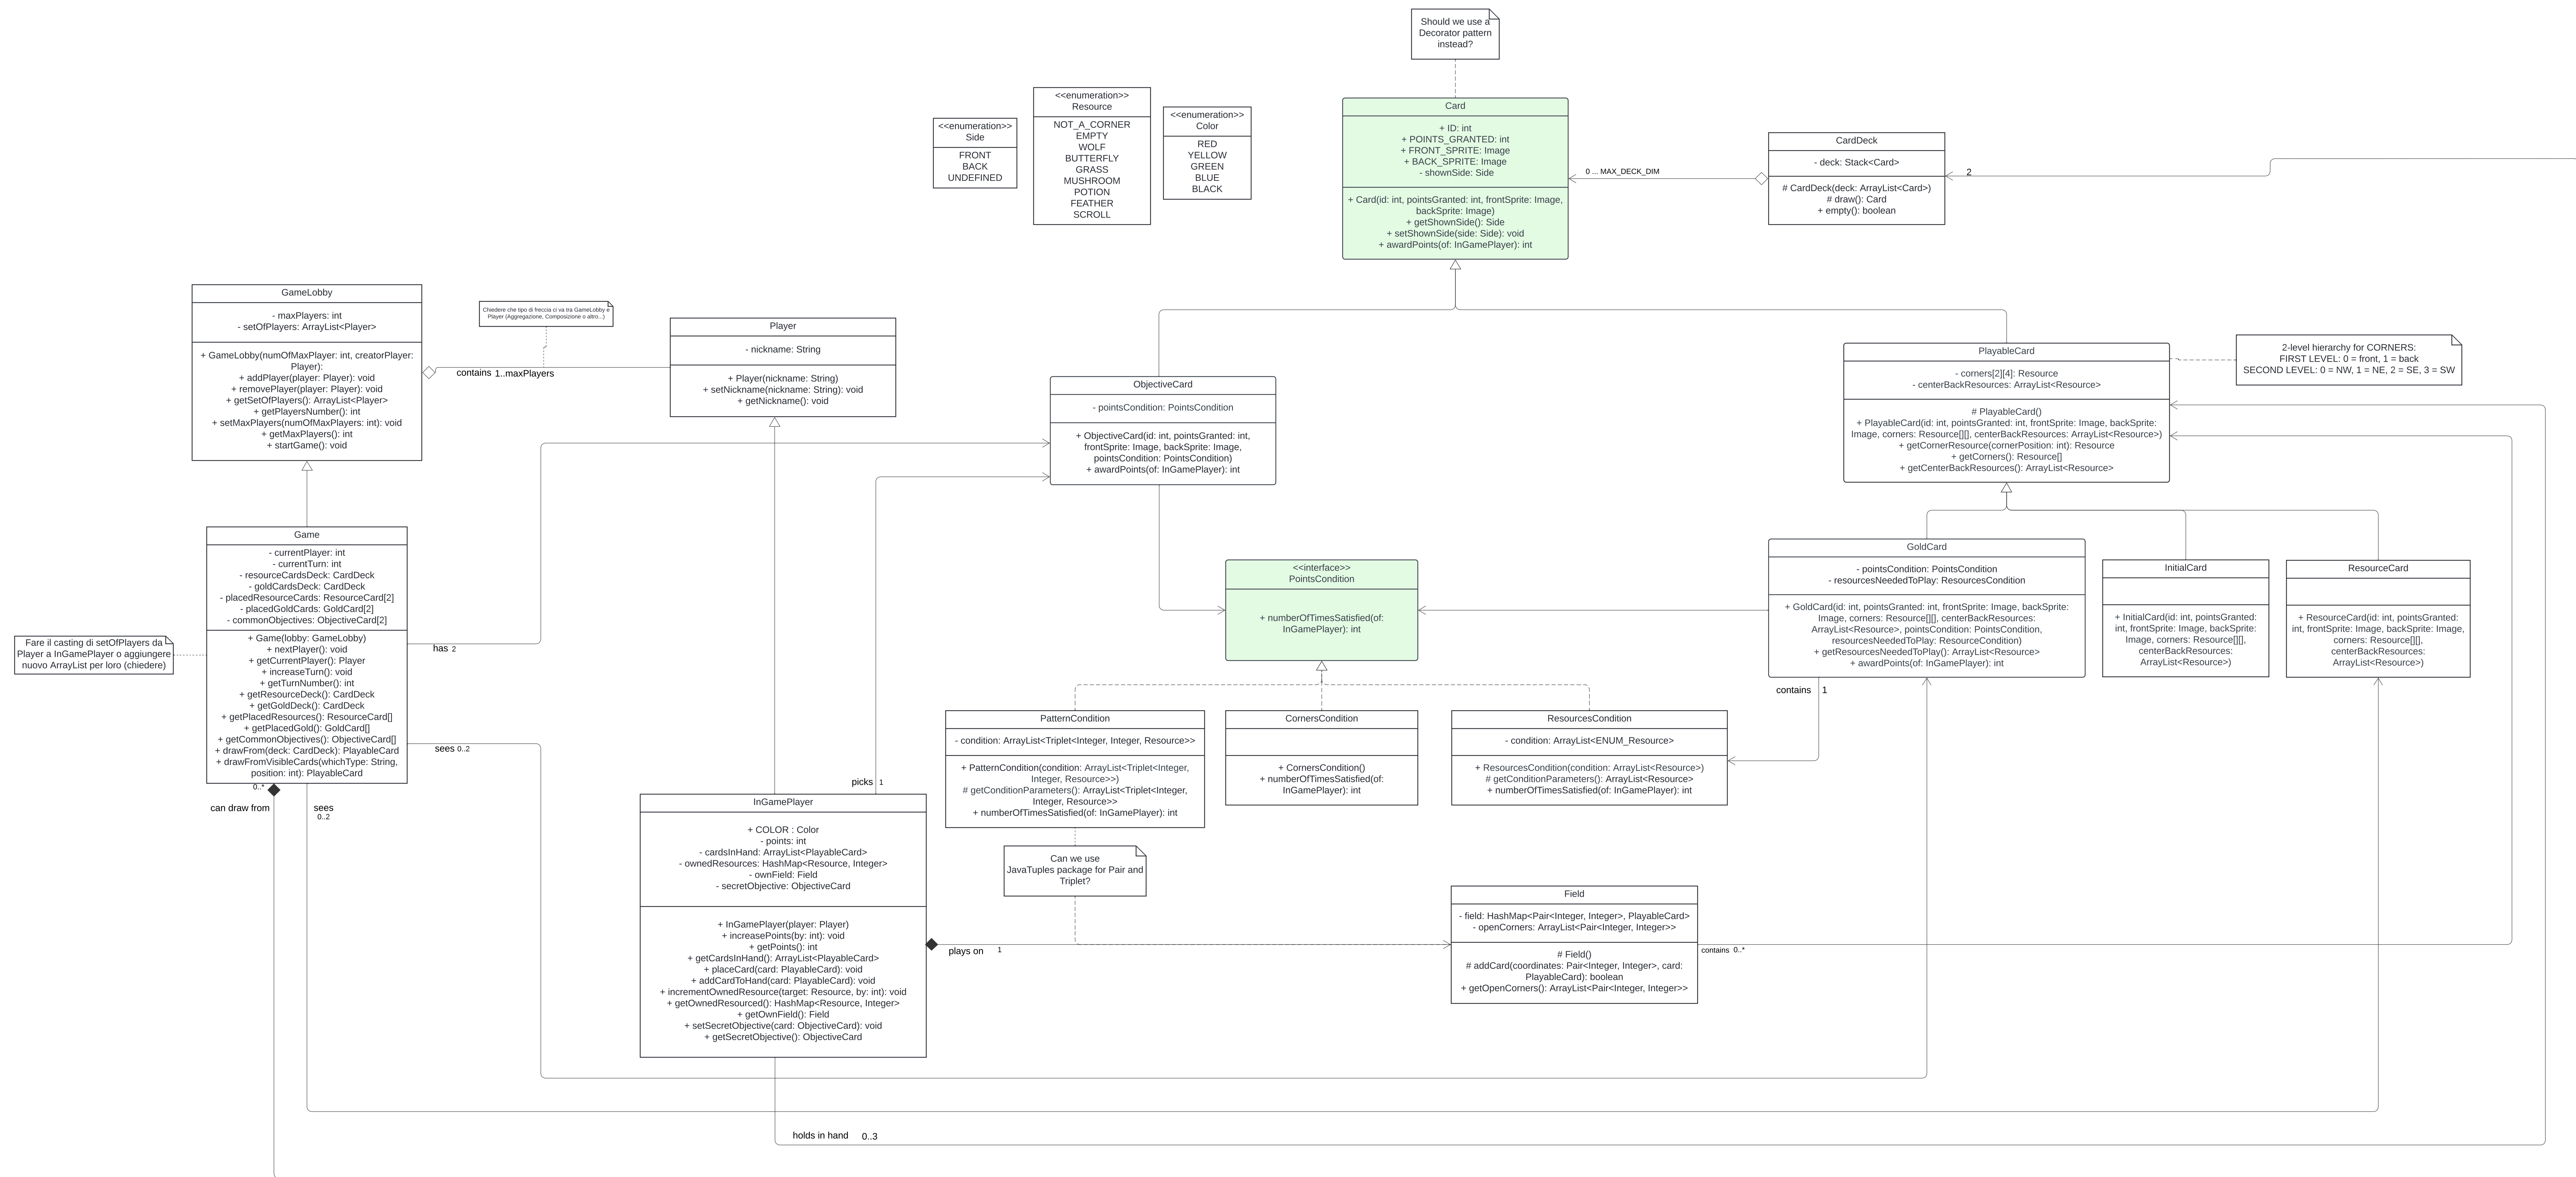 Should we use a
Decorator pattern
instead?
<<enumeration>>
Side
FRONT
BACK
UNDEFINED
<<enumeration>>
Resource
NOT_A_CORNER
EMPTY
WOLF
BUTTERFLY
GRASS
MUSHROOM
POTION
FEATHER
SCROLL
<<enumeration>>
Color
RED
YELLOW
GREEN
BLUE
BLACK
Card
+ ID: int
+ POINTS_GRANTED: int
+ FRONT_SPRITE: Image
+ BACK_SPRITE: Image
- shownSide: Side
+ Card(id: int, pointsGranted: int, frontSprite: Image,
backSprite: Image)
+ getShownSide(): Side
+ setShownSide(side: Side): void
+ awardPoints(of: InGamePlayer): int
0 ... MAX_DECK_DIM
CardDeck
- deck: Stack<Card>
# CardDeck(deck: ArrayList<Card>)
# draw(): Card
+ empty(): boolean
2
GameLobby
- maxPlayers: int
- setOfPlayers: ArrayList<Player>
+ GameLobby(numOfMaxPlayer: int, creatorPlayer:
Player):
+ addPlayer(player: Player): void
+ removePlayer(player: Player): void
+ getSetOfPlayers(): ArrayList<Player>
+ getPlayersNumber(): int
+ setMaxPlayers(numOfMaxPlayers: int): void
+ getMaxPlayers(): int
+ startGame(): void
Chiedere che tipo di freccia ci va tra GameLobby e
Player (Aggregazione, Composizione o altro...)
contains 1..maxPlayers
Player
- nickname: String
+ Player(nickname: String)
+ setNickname(nickname: String): void
+ getNickname(): void
ObjectiveCard
- pointsCondition: PointsCondition
+ ObjectiveCard(id: int, pointsGranted: int,
frontSprite: Image, backSprite: Image,
pointsCondition: PointsCondition)
+ awardPoints(of: InGamePlayer): int
PlayableCard
- corners[2][4]: Resource
- centerBackResources: ArrayList<Resource>
# PlayableCard()
+ PlayableCard(id: int, pointsGranted: int, frontSprite: Image, backSprite:
Image, corners: Resource[][], centerBackResources: ArrayList<Resource>)
+ getCornerResource(cornerPosition: int): Resource
+ getCorners(): Resource[]
+ getCenterBackResources(): ArrayList<Resource>
2-level hierarchy for CORNERS:
FIRST LEVEL: 0 = front, 1 = back
SECOND LEVEL: 0 = NW, 1 = NE, 2 = SE, 3 = SW
Game
- currentPlayer: int
- currentTurn: int
- resourceCardsDeck: CardDeck
- goldCardsDeck: CardDeck
- placedResourceCards: ResourceCard[2]
- placedGoldCards: GoldCard[2]
- commonObjectives: ObjectiveCard[2]
+ Game(lobby: GameLobby)
+ nextPlayer(): void
+ getCurrentPlayer: Player
+ increaseTurn(): void
+ getTurnNumber(): int
+ getResourceDeck(): CardDeck
+ getGoldDeck(): CardDeck
+ getPlacedResources(): ResourceCard[]
+ getPlacedGold(): GoldCard[]
+ getCommonObjectives(): ObjectiveCard[]
+ drawFrom(deck: CardDeck): PlayableCard
+ drawFromVisibleCards(whichType: String,
position: int): PlayableCard
Fare il casting di setOfPlayers da
Player a InGamePlayer o aggiungere
nuovo ArrayList per loro (chiedere)
has 2
sees 0..2
0..*
can draw from
sees
0..2
<<interface>>
PointsCondition
+ numberOfTimesSatisfied(of:
InGamePlayer): int
GoldCard
- pointsCondition: PointsCondition
- resourcesNeededToPlay: ResourcesCondition
+ GoldCard(id: int, pointsGranted: int, frontSprite: Image, backSprite:
Image, corners: Resource[][], centerBackResources:
ArrayList<Resource>, pointsCondition: PointsCondition,
resourcesNeededToPlay: ResourceCondition)
+ getResourcesNeededToPlay(): ArrayList<Resource>
+ awardPoints(of: InGamePlayer): int
InitialCard
+ InitialCard(id: int, pointsGranted:
int, frontSprite: Image, backSprite:
Image, corners: Resource[][],
centerBackResources:
ArrayList<Resource>)
ResourceCard
+ ResourceCard(id: int, pointsGranted:
int, frontSprite: Image, backSprite: Image,
corners: Resource[][],
centerBackResources:
ArrayList<Resource>)
contains 1
PatternCondition
- condition: ArrayList<Triplet<Integer, Integer, Resource>>
+ PatternCondition(condition: ArrayList<Triplet<Integer,
Integer, Resource>>)
# getConditionParameters(): ArrayList<Triplet<Integer,
Integer, Resource>>
+ numberOfTimesSatisfied(of: InGamePlayer): int
CornersCondition
+ CornersCondition()
+ numberOfTimesSatisfied(of:
InGamePlayer): int
ResourcesCondition
- condition: ArrayList<ENUM_Resource>
+ ResourcesCondition(condition: ArrayList<Resource>)
# getConditionParameters(): ArrayList<Resource>
+ numberOfTimesSatisfied(of: InGamePlayer): int
picks 1
InGamePlayer
+ COLOR : Color
- points: int
- cardsInHand: ArrayList<PlayableCard>
- ownedResources: HashMap<Resource, Integer>
- ownField: Field
- secretObjective: ObjectiveCard
+ InGamePlayer(player: Player)
+ increasePoints(by: int): void
+ getPoints(): int
+ getCardsInHand(): ArrayList<PlayableCard>
+ placeCard(card: PlayableCard): void
+ addCardToHand(card: PlayableCard): void
+ incrementOwnedResource(target: Resource, by: int): void
+ getOwnedResourced(): HashMap<Resource, Integer>
+ getOwnField(): Field
+ setSecretObjective(card: ObjectiveCard): void
+ getSecretObjective(): ObjectiveCard
Can we use
JavaTuples package for Pair and
Triplet?
plays on 1
Field
- field: HashMap<Pair<Integer, Integer>, PlayableCard>
- openCorners: ArrayList<Pair<Integer, Integer>>
# Field()
# addCard(coordinates: Pair<Integer, Integer>, card:
PlayableCard): boolean
+ getOpenCorners(): ArrayList<Pair<Integer, Integer>>
contains 0..*
holds in hand 0..3